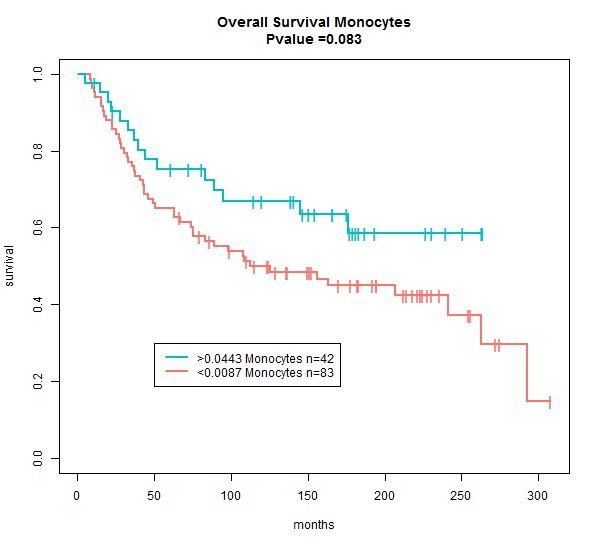 Overall Survival Monocytes
Pvalue =0.083
survival
1.0
0.8
0.6
0.4
0.2
0.0
>0.0443 Monocytes n=42
<0.0087 Monocytes n=83
0 50 100 150 200 250 300
months